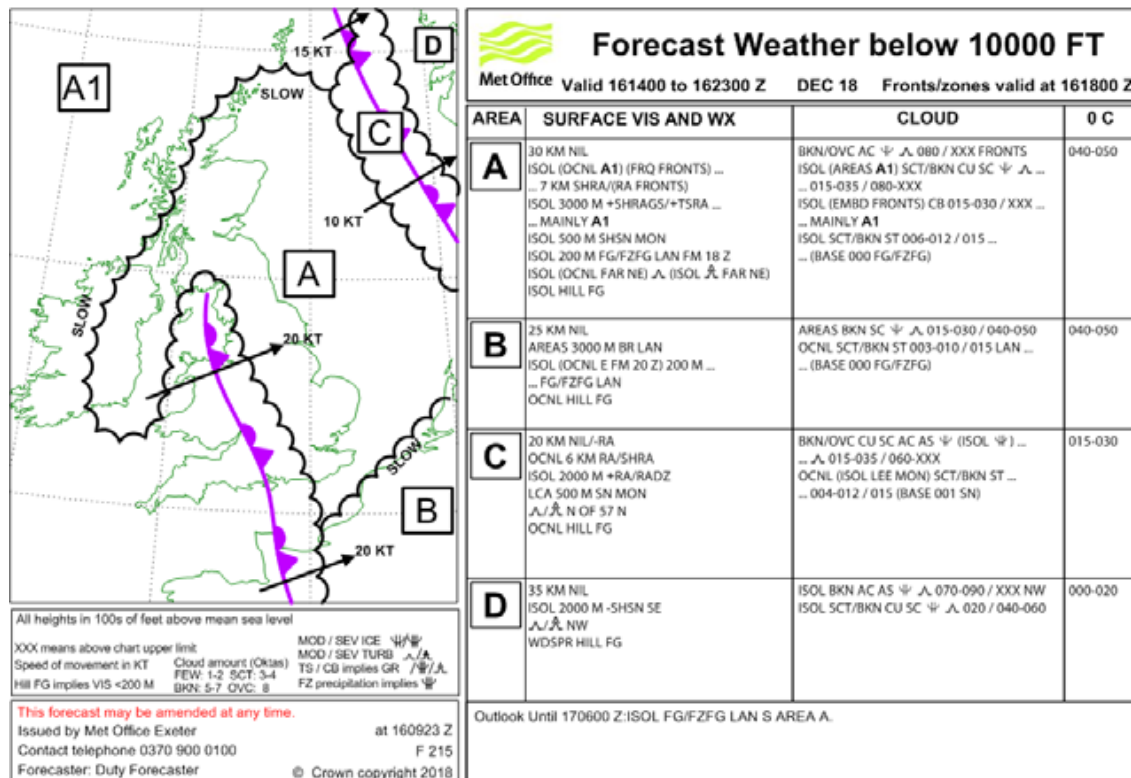 A1
15 KT
D
SLOW
C
10 KT
A
SLOW
20 KT
SLOW
B
20 KT
All heights in 100s of feet above mean sea level
XXX means above chart upper limit
Speed of movement in KT
Hill FG implies VIS <200 M
Cloud amount (Oktas)
FEW: 1-2 SCT: 3-4
BKN: 5-7 OVC: 8
MOD / SEV ICE /
MOD / SEV TURB /
TS / CB implies GR / /
FZ precipitation implies
This forecast may be amended at any time.
Issued by Met Office Exeter at 160923 Z
Contact telephone 0370 900 0100 F 215
Forecaster: Duty Forecaster © Crown copyright 2018
Met Office
Forecast Weather below 10000 FT
Valid 161400 to 162300 Z DEC 18 Fronts/zones valid at 161800 Z
AREA SURFACE VIS AND WX CLOUD 0 C
A
30 KM NIL
ISOL (OCNL A1) (FRQ FRONTS) ...
... 7 KM SHRA/(RA FRONTS)
ISOL 3000 M +SHRAGS/+TSRA ...
... MAINLY A1
ISOL 500 M SHSN MON
ISOL 200 M FG/FZFG LAN FM 18 Z
ISOL (OCNL FAR NE) (ISOL FAR NE)
ISOL HILL FG
BKN/OVC AC 080 / XXX FRONTS
ISOL (AREAS A1) SCT/BKN CU SC ...
... 015-035 / 080-XXX
ISOL (EMBD FRONTS) CB 015-030 / XXX ...
... MAINLY A1
ISOL SCT/BKN ST 006-012 / 015 ...
... (BASE 000 FG/FZFG)
040-050
B
25 KM NIL
AREAS 3000 M BR LAN
ISOL (OCNL E FM 20 Z) 200 M ...
... FG/FZFG LAN
OCNL HILL FG
AREAS BKN SC 015-030 / 040-050
OCNL SCT/BKN ST 003-010 / 015 LAN ...
... (BASE 000 FG/FZFG)
040-050
C
20 KM NIL/-RA
OCNL 6 KM RA/SHRA
ISOL 2000 M +RA/RADZ
LCA 500 M SN MON
/ N OF 57 N
OCNL HILL FG
BKN/OVC CU SC AC AS (ISOL ) ...
... 015-035 / 060-XXX
OCNL (ISOL LEE MON) SCT/BKN ST ...
... 004-012 / 015 (BASE 001 SN)
015-030
D
35 KM NIL
ISOL 2000 M -SHSN SE
/ NW
WDSPR HILL FG
ISOL BKN AC AS 070-090 / XXX NW
ISOL SCT/BKN CU SC 020 / 040-060
000-020
Outlook Until 170600 Z:ISOL FG/FZFG LAN S AREA A.